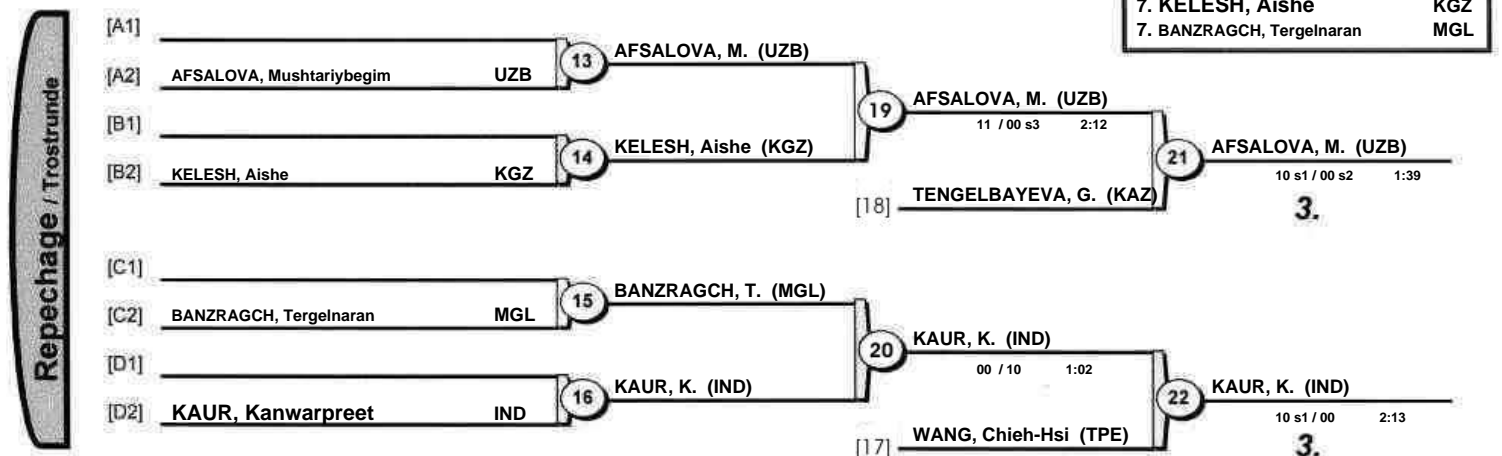 7. KELESH, Aishe KGZ
7. BANZRAGCH, Tergelnaran MGL
Repechage / Trostrunde
[A1]
[A2] AFSALOVA, Mushtariybegim UZB
13
AFSALOVA, M. (UZB)
[B1]
[B2] KELESH, Aishe KGZ
14
KELESH, Aishe (KGZ)
19
AFSALOVA, M. (UZB)
11 / 00 s3 2:12
[18] TENGELBAYEVA, G. (KAZ)
21
AFSALOVA, M. (UZB)
10 s1 / 00 s2 1:39
3.
[C1]
[C2] BANZRAGCH, Tergelnaran MGL
15
BANZRAGCH, T. (MGL)
[D1]
[D2] KAUR, Kanwarpreet IND
16
KAUR, K. (IND)
20
KAUR, K. (IND)
00 / 10 1:02
[17] WANG, Chieh-Hsi (TPE)
22
KAUR, K. (IND)
10 s1 / 00 2:13
3.